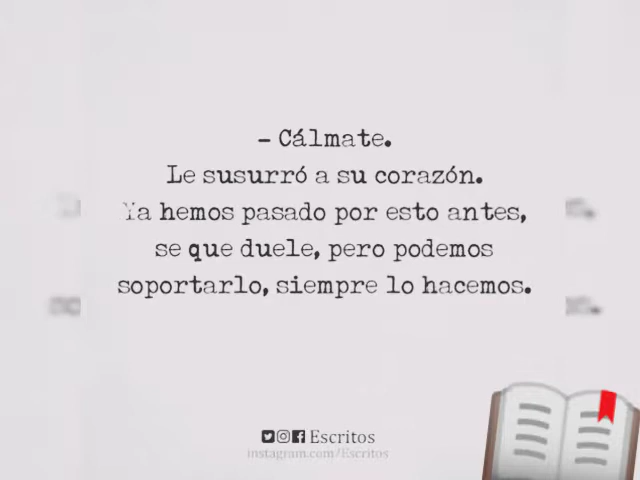 - Cálmate.
Le susurró a su corazón.
Ya hemos pasado por esto antes,
se que duele, pero podemos
soportarlo, siempre lo hacemos.
Escritos
instagram.com/Escritos